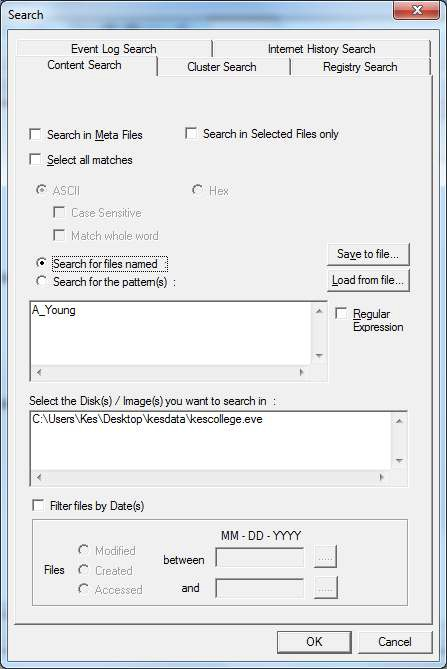 Search
Event Log Search Internet History Search
Content Search Cluster Search Registry Search
Search in Meta Files Search in Selected Files only
Select all matches
ASCII Hex
Case Sensitive
Match whole word
Search for files named :
Save to file...
Search for the pattern(s) :
Load from file...
A_Young
Regular
Expression
Select the Disk(s) / Image(s) you want to search in :
C:\Users\Kes\Desktop\kesdata\kescollege.eve
Filter files by Date(s)
MM - DD - YYYY
Files
Modified
Created
Accessed
between .....
and .....
OK Cancel